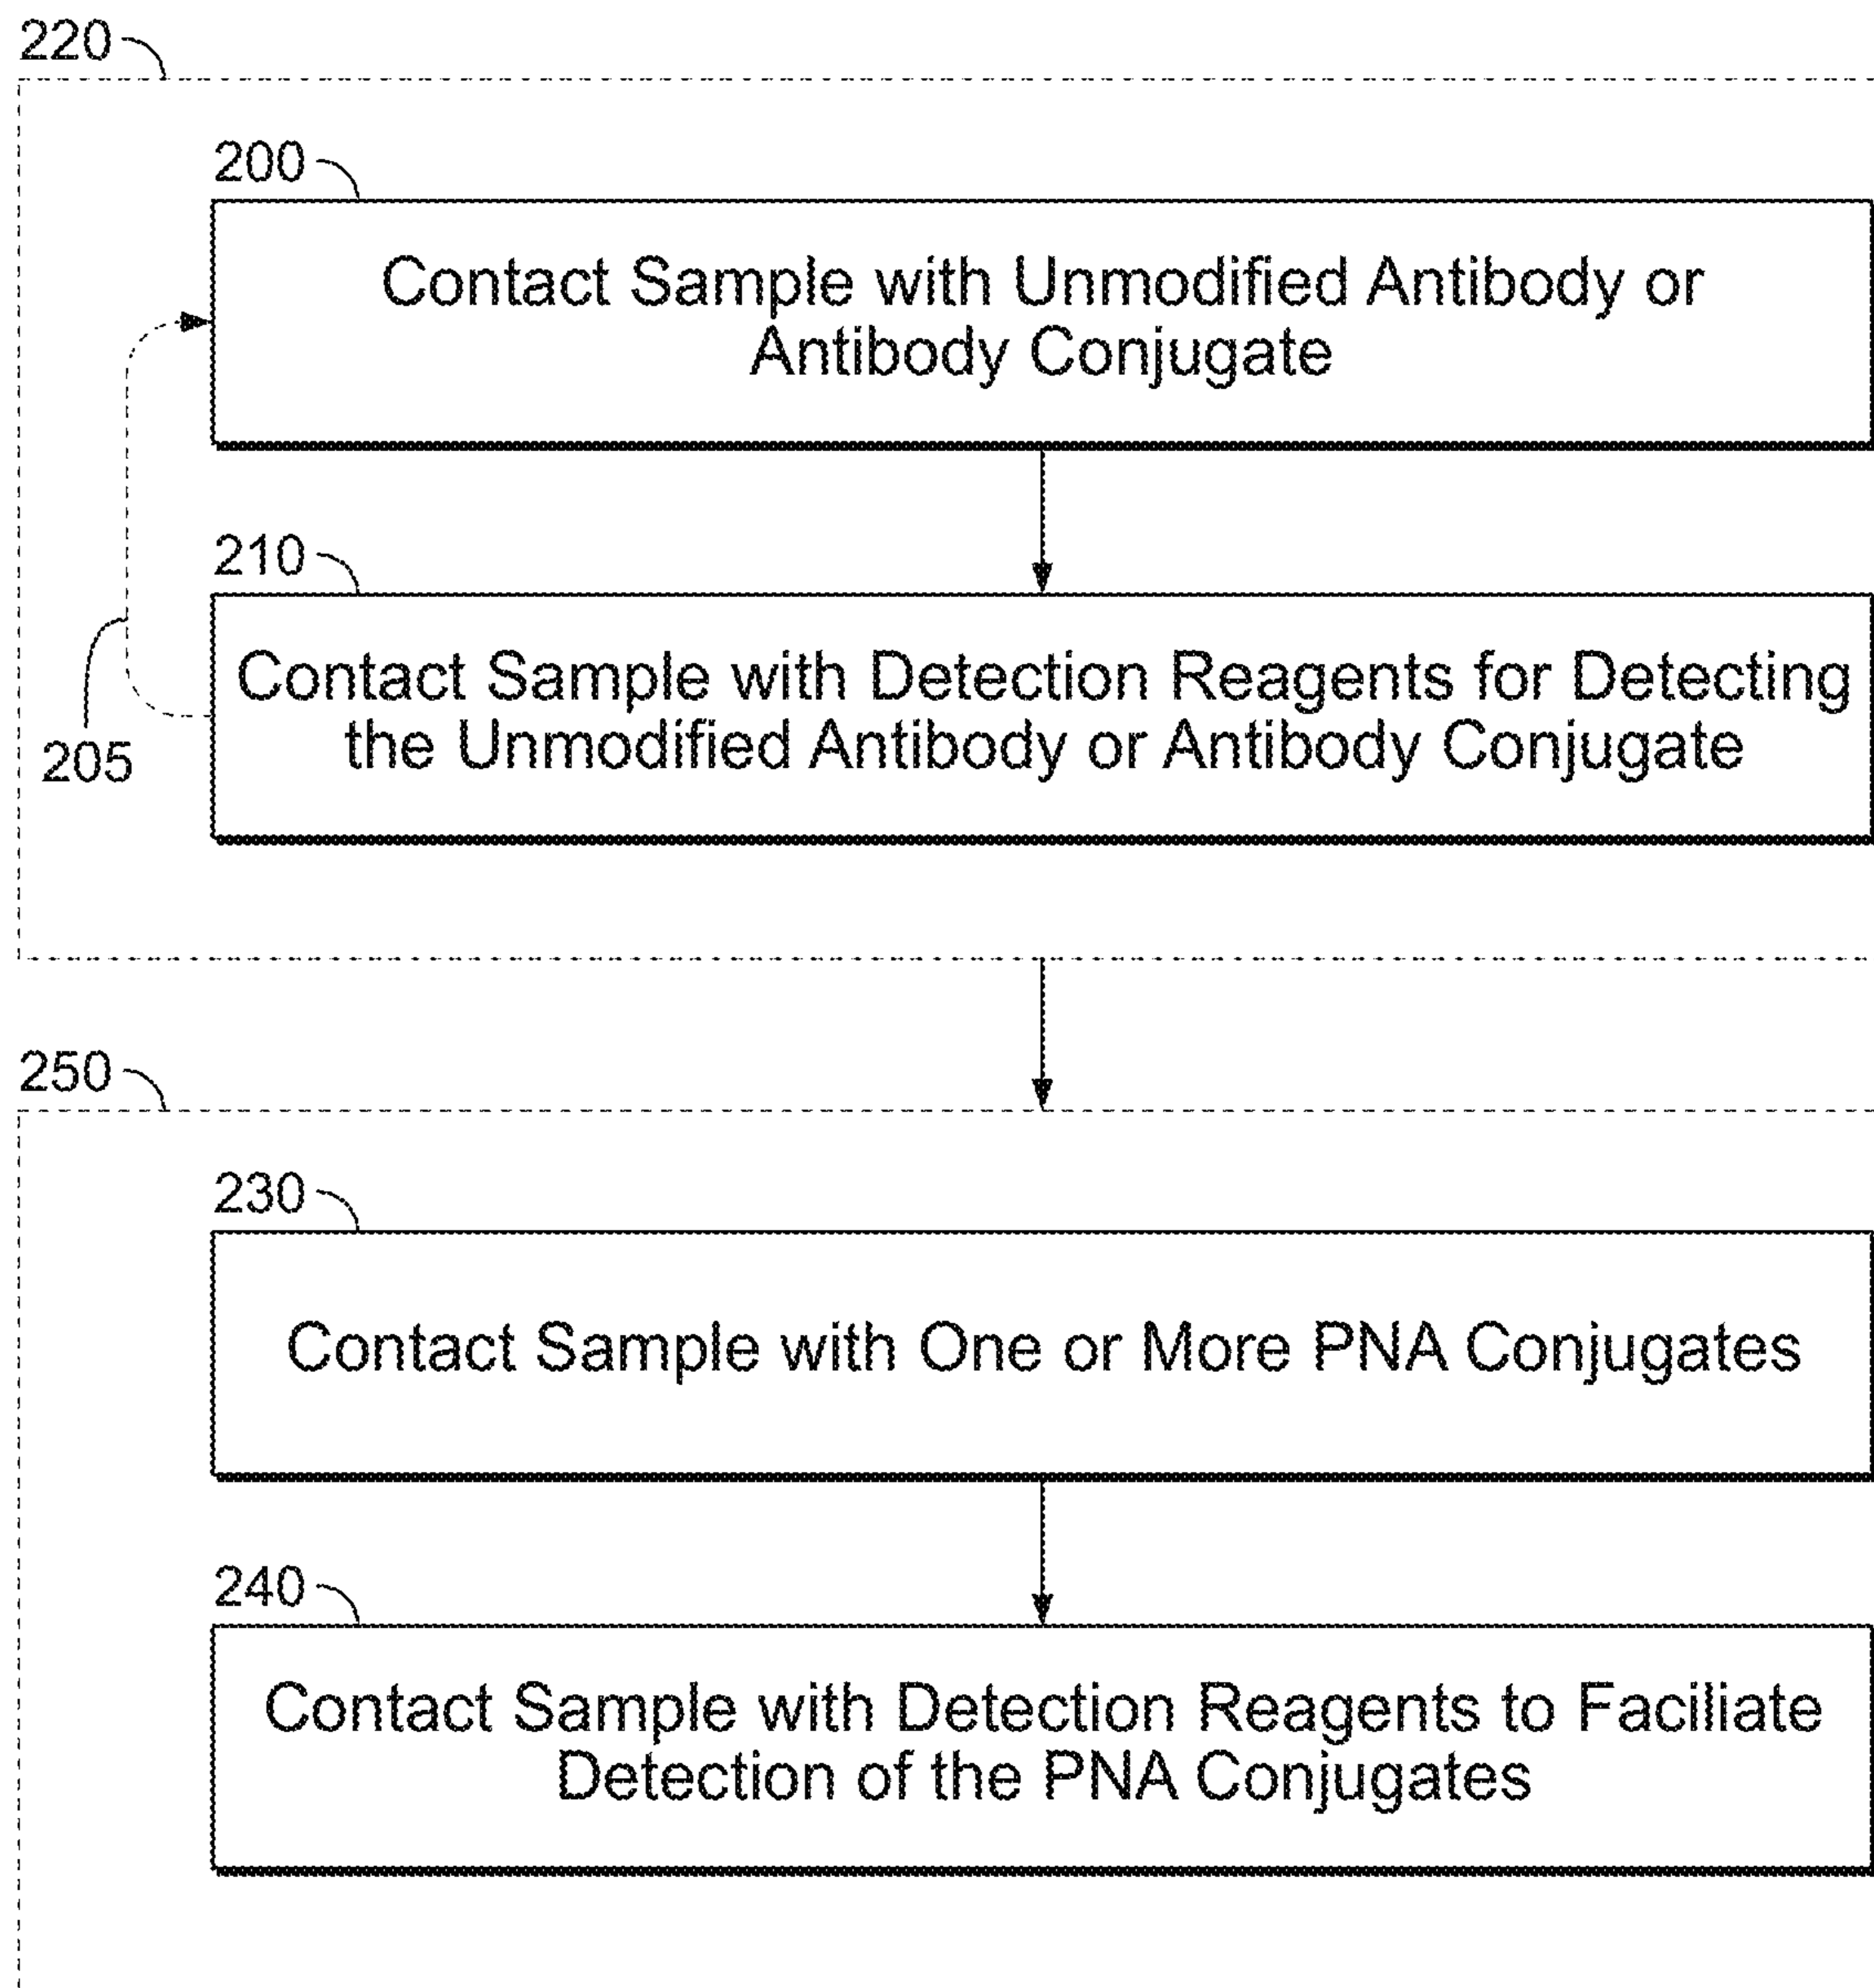 220
200
Contact Sample with Unmodified Antibody or
Antibody Conjugate
210
Contact Sample with Detection Reagents for Detecting
the Unmodified Antibody or Antibody Conjugate
205
250
230
Contact Sample with One or More PNA Conjugates
240
Contact Sample with Detection Reagents to Faciliate
Detection of the PNA Conjugates